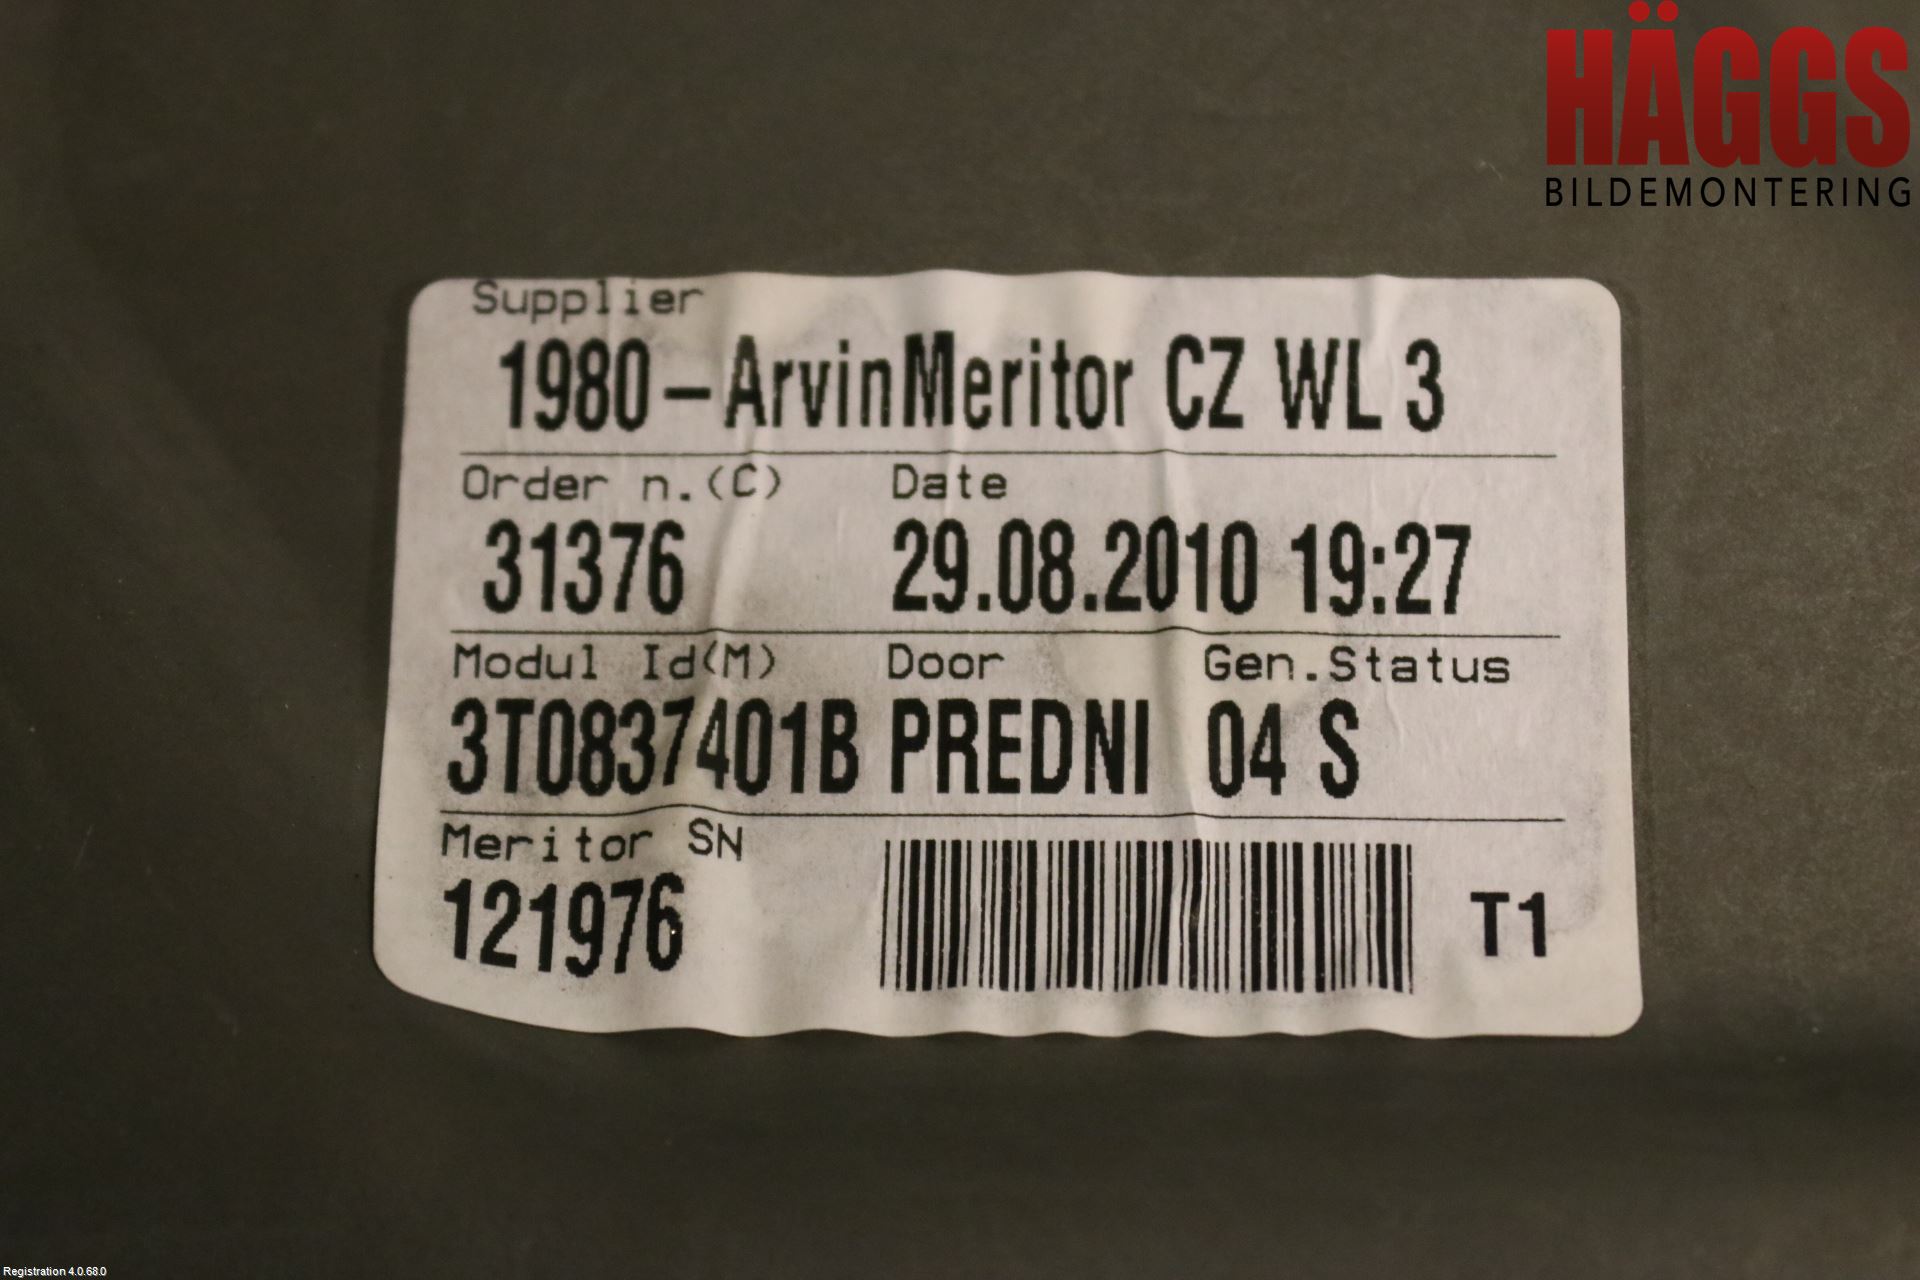 HÄGGS
BILDEMONTERING
Supplier
1980-ArvinMeritor CZ WL 3
Order n.(C) Date
31376 29.08.2010 19:27
Modul Id(M) Door Gen.Status
3T0837401B PREDNI 04 S
Meritor SN
121976 T1
Registration 4.0.68.0